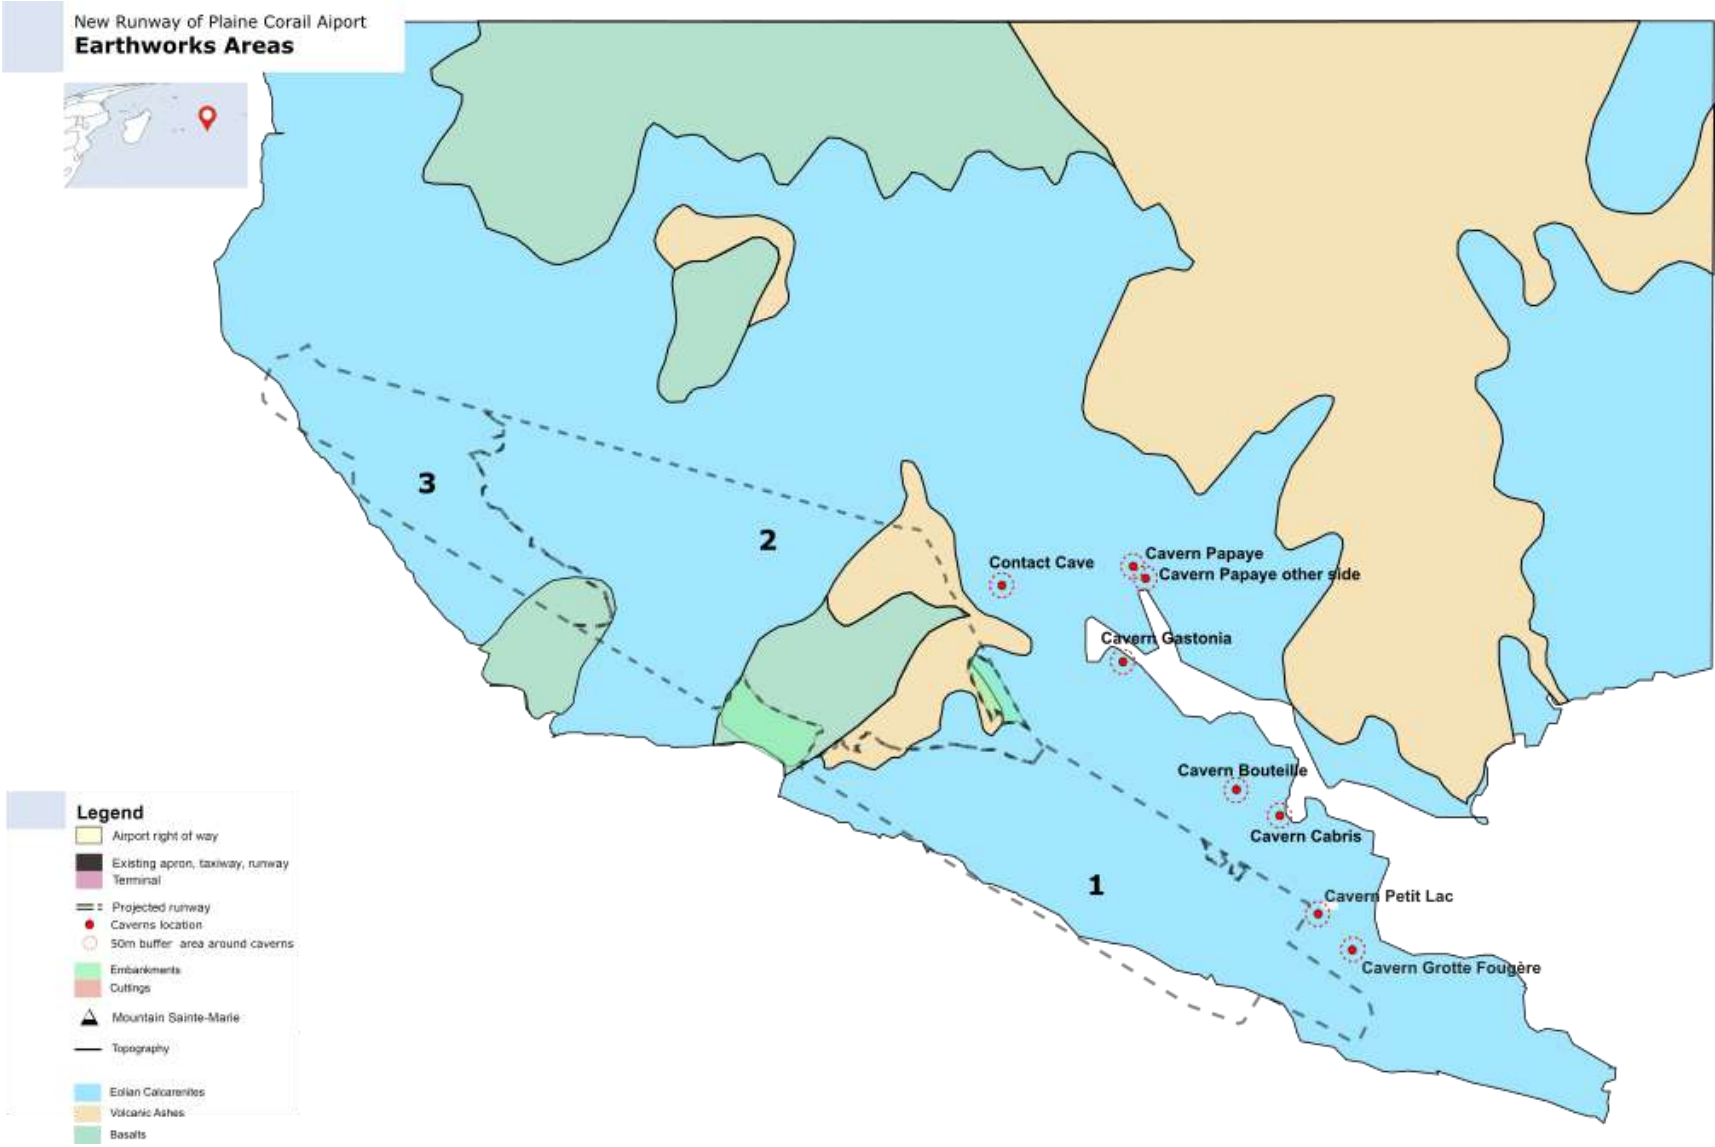 New Runway of Plaine Corail Aiport
Earthworks Areas
3
2
Contact Cave
Cavern Papaye
Cavern Papaye other side
Cavern Gastonia
Cavern Bouteille
Cavern Cabris
1
Cavern Petit Lac
Cavern Grotte Fougère
Legend
Airport right of way
Existing apron, taxiway, runway
Terminal
Projected runway
Caverns location
50m buffer area around caverns
Embankments
Cuttings
Mountain Sainte-Marie
Topography
Eolian Calcarenites
Volcanic Ashes
Basalts